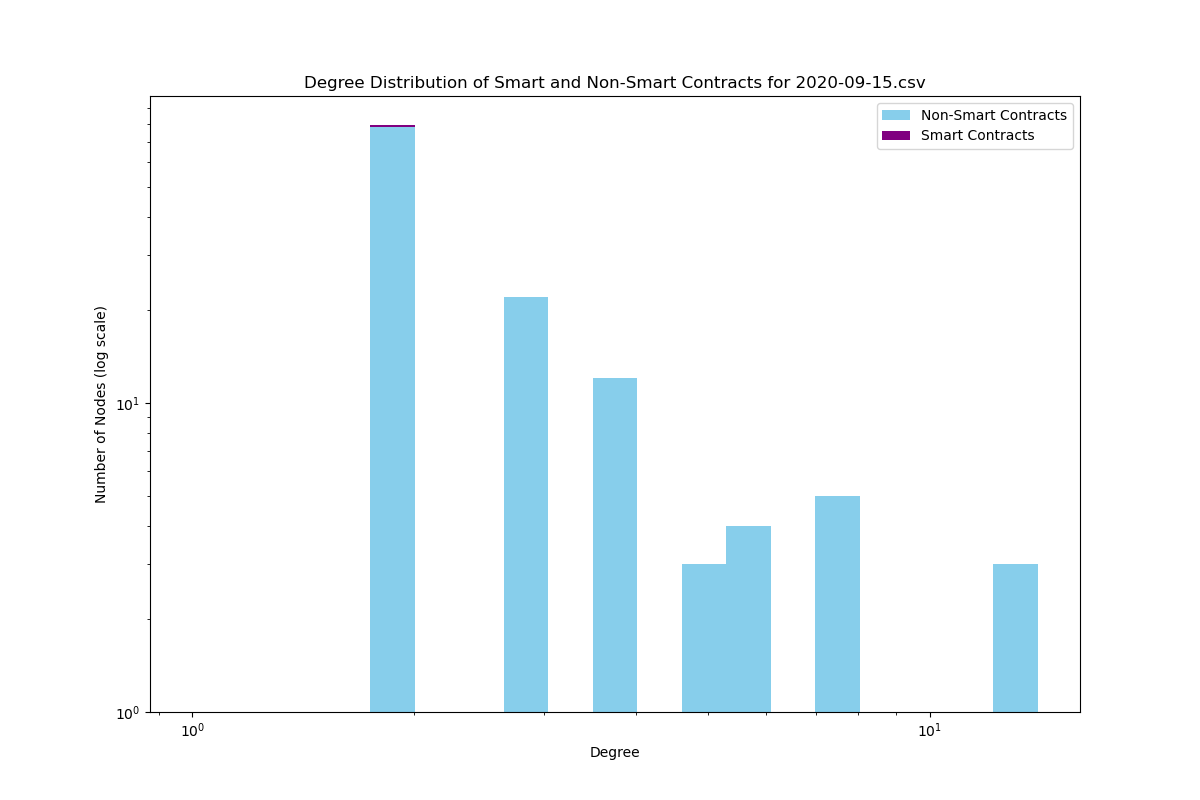 Degree Distribution of Smart and Non-Smart Contracts for 2020-09-15.csv
Non-Smart Contracts
Smart Contracts
Number of Nodes (log scale)
10¹
10⁰
10⁰ 10¹
Degree